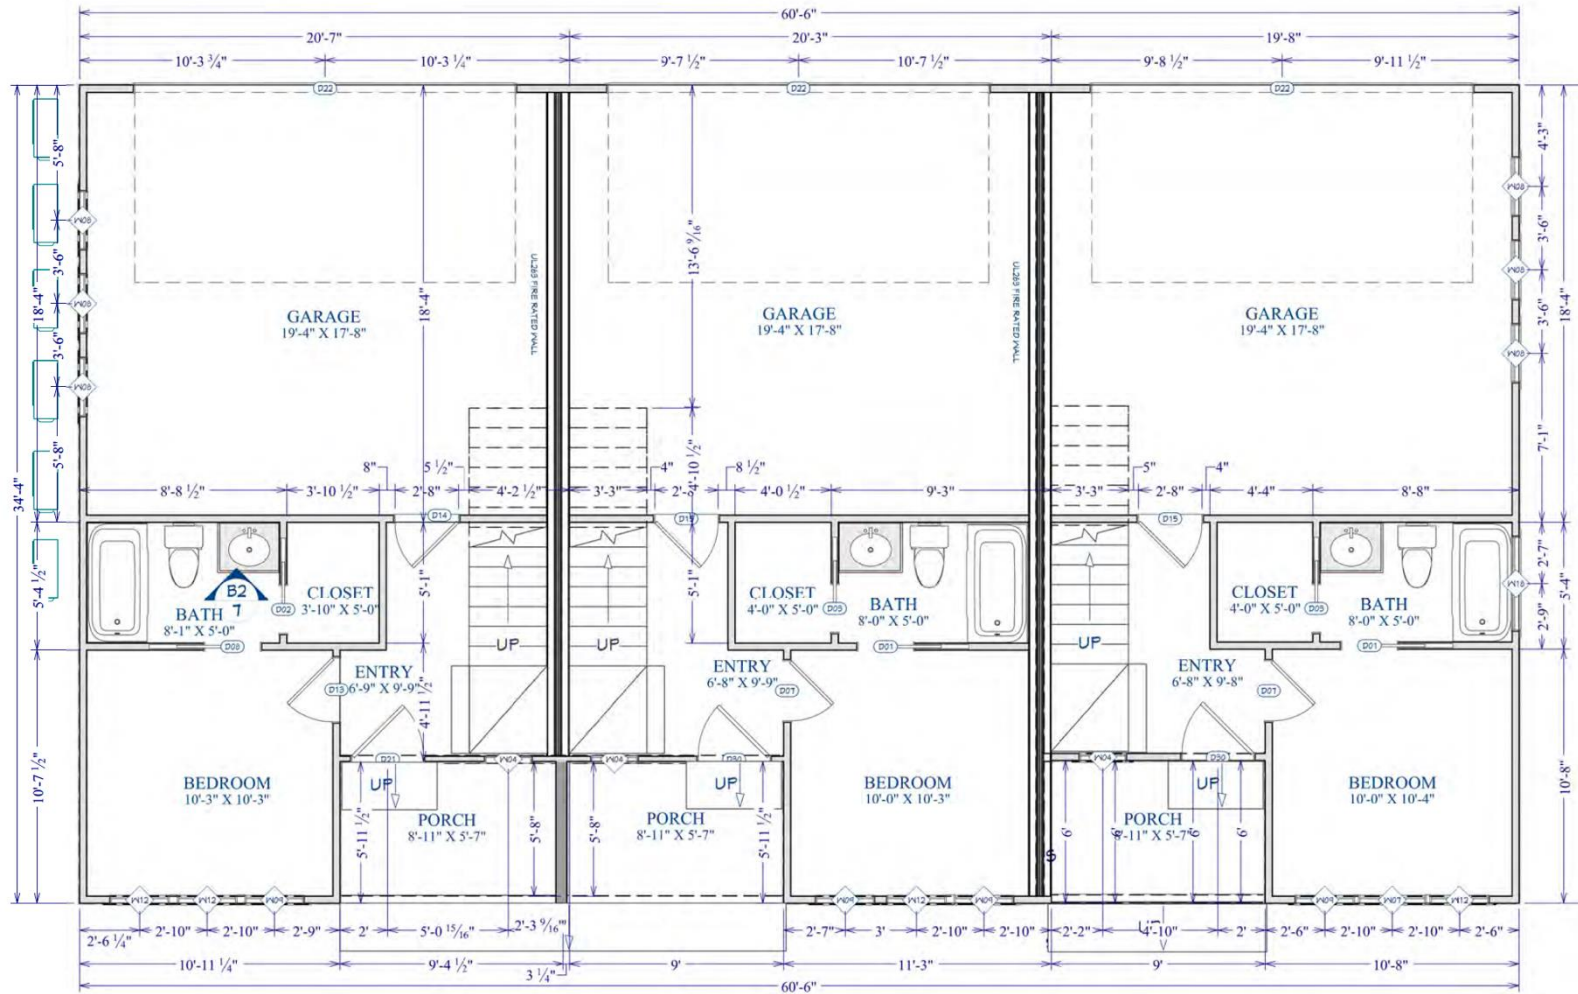 60'-6"
20'-7" 20'-3" 19'-8"
10'-3 ¾" 10'-3 ¼" 9'-7 ½" 10'-7 ½" 9'-8 ½" 9'-11 ½"
D22 D22 D22
5'-8" 4'-3"
W08 W08
3'-6" 13'-6 9/16" 3'-6"
W08 W08
34'-4" 18'-4" 18'-4" 18'-4"
UL263 FIRE RATED WALL UL263 FIRE RATED WALL
GARAGE GARAGE GARAGE
19'-4" X 17'-8" 19'-4" X 17'-8" 19'-4" X 17'-8"
3'-6" 3'-6"
W08 W08
5'-8" 4'-10 ½" 7'-1"
8" 5 ½" 4" 8 ½" 5" 4"
8'-8 ½" 3'-10 ½" 2'-8" 4'-2 ½" 3'-3" 4'-0 ½" 9'-3" 3'-3" 2'-8" 4'-4" 8'-8"
D14 D15 D15
5'-4 ½" 5'-1" 5'-1" 2'-7" 5'-4"
B2
7
CLOSET CLOSET CLOSET
3'-10" X 5'-0" 4'-0" X 5'-0" 4'-0" X 5'-0"
D02
W18
BATH BATH BATH
8'-1" X 5'-0" 8'-0" X 5'-0" 8'-0" X 5'-0"
2'-9"
UP UP UP
D01 D01
ENTRY ENTRY ENTRY
6'-9" X 9'-9" 6'-8" X 9'-9" 6'-8" X 9'-8"
D13 D07 D07
4'-11 ½"
D21 W04 W04 D30 W04 D30
10'-7 ½" 10'-8"
BEDROOM BEDROOM BEDROOM
10'-3" X 10'-3" 10'-0" X 10'-3" 10'-0" X 10'-4"
UP UP UP
PORCH PORCH PORCH
8'-11" X 5'-7" 8'-11" X 5'-7" 8'-11" X 5'-7"
5'-11 ½" 5'-8" 5'-8" 5'-11 ½" 6' 6' 6' 6'
S
W12 W12 W09 W09 W12 W09 W09 W07 W12
2'-6 ¼" 2'-10" 2'-10" 2'-9" 2' 5'-0 15/16" 2'-3 9/16" 2'-7" 3' 2'-10" 2'-10" 2'-2" 4'-10" 2' 2'-6" 2'-10" 2'-10" 2'-6"
10'-11 ¼" 9'-4 ½" 3 ¼" 9' 11'-3" 9' 10'-8"
60'-6"